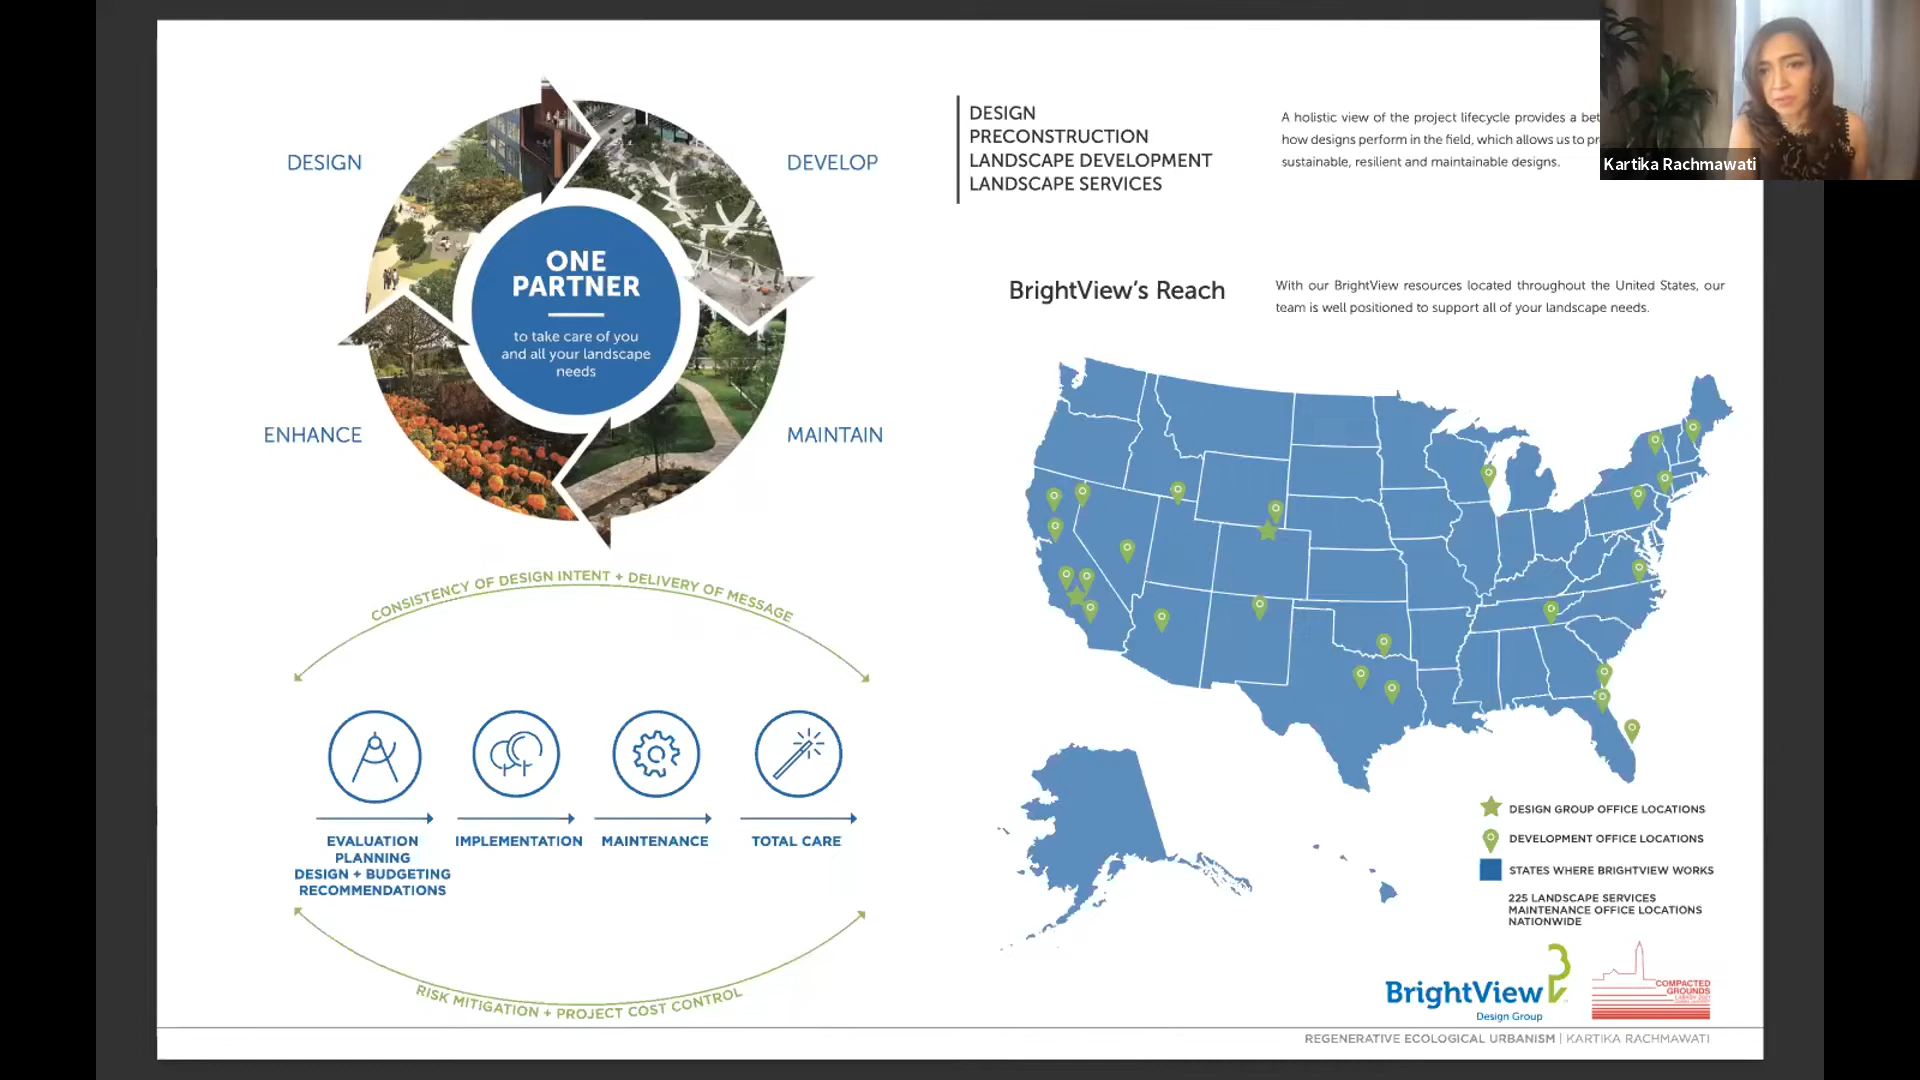 DESIGN
DEVELOP
ONE
PARTNER
to take care of you
and all your landscape
needs
ENHANCE
MAINTAIN
CONSISTENCY OF DESIGN INTENT + DELIVERY OF MESSAGE
EVALUATION
PLANNING
DESIGN + BUDGETING
RECOMMENDATIONS
IMPLEMENTATION
MAINTENANCE
TOTAL CARE
RISK MITIGATION + PROJECT COST CONTROL
DESIGN
PRECONSTRUCTION
LANDSCAPE DEVELOPMENT
LANDSCAPE SERVICES
A holistic view of the project lifecycle provides a
how designs perform in the field, which allows us to
sustainable, resilient and maintainable designs.
Kartika Rachmawati
BrightView's Reach
With our BrightView resources located throughout the United States, our
team is well positioned to support all of your landscape needs.
DESIGN GROUP OFFICE LOCATIONS
DEVELOPMENT OFFICE LOCATIONS
STATES WHERE BRIGHTVIEW WORKS
225 LANDSCAPE SERVICES
MAINTENANCE OFFICE LOCATIONS
NATIONWIDE
BrightView
Design Group
COMPACTED
GROUNDS
REGENERATIVE ECOLOGICAL URBANISM | KARTIKA RACHMAWATI